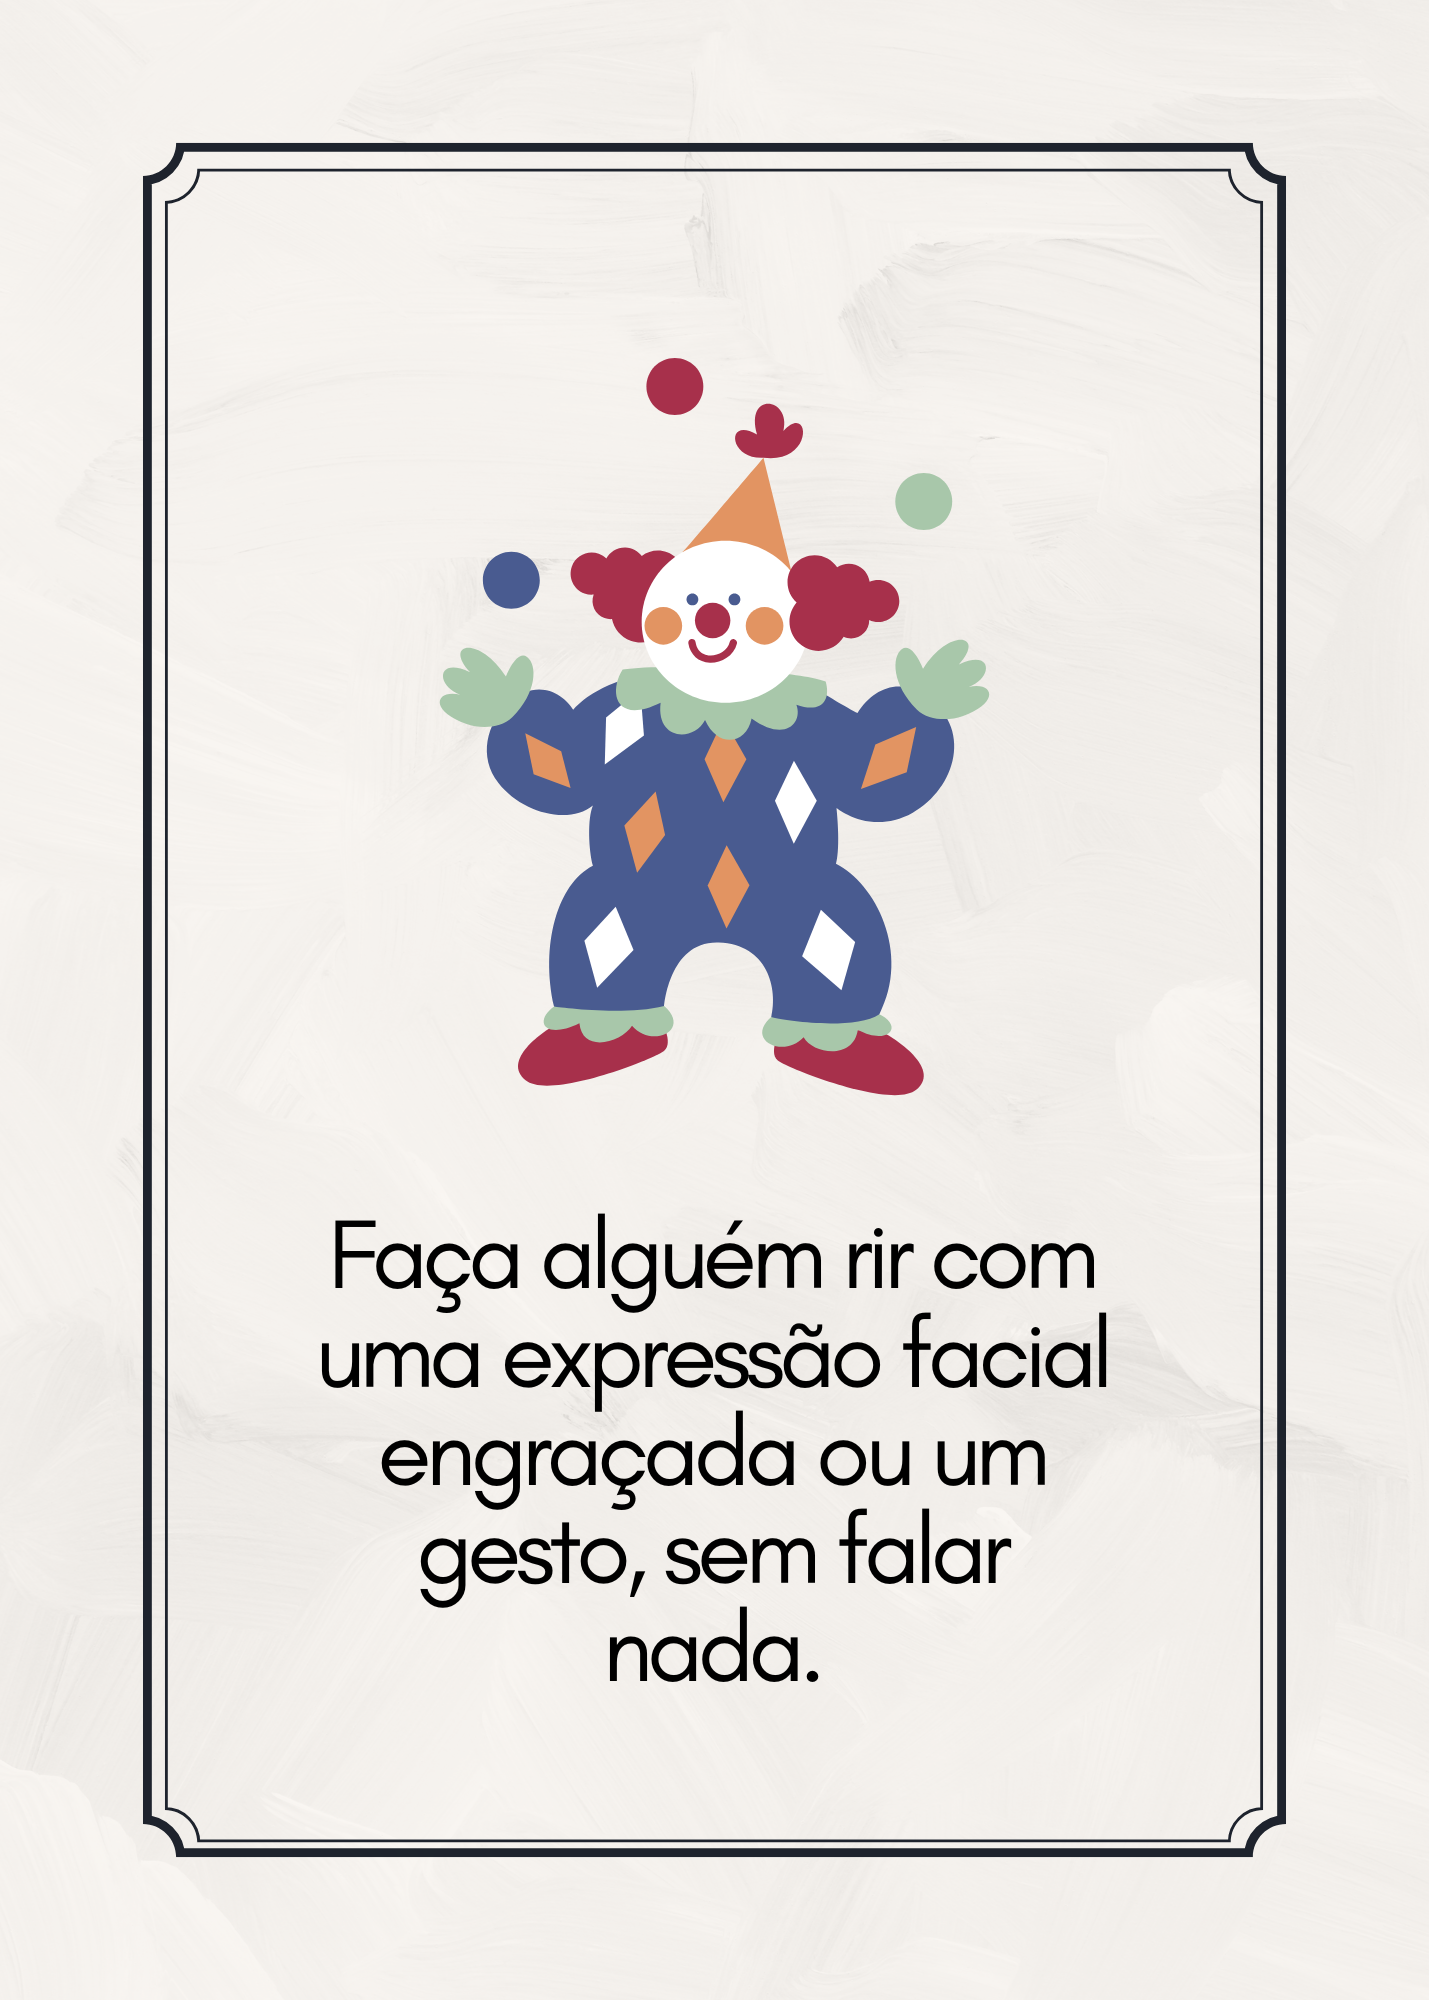 Faça alguém rir com
uma expressão facial
engraçada ou um
gesto, sem falar
nada.